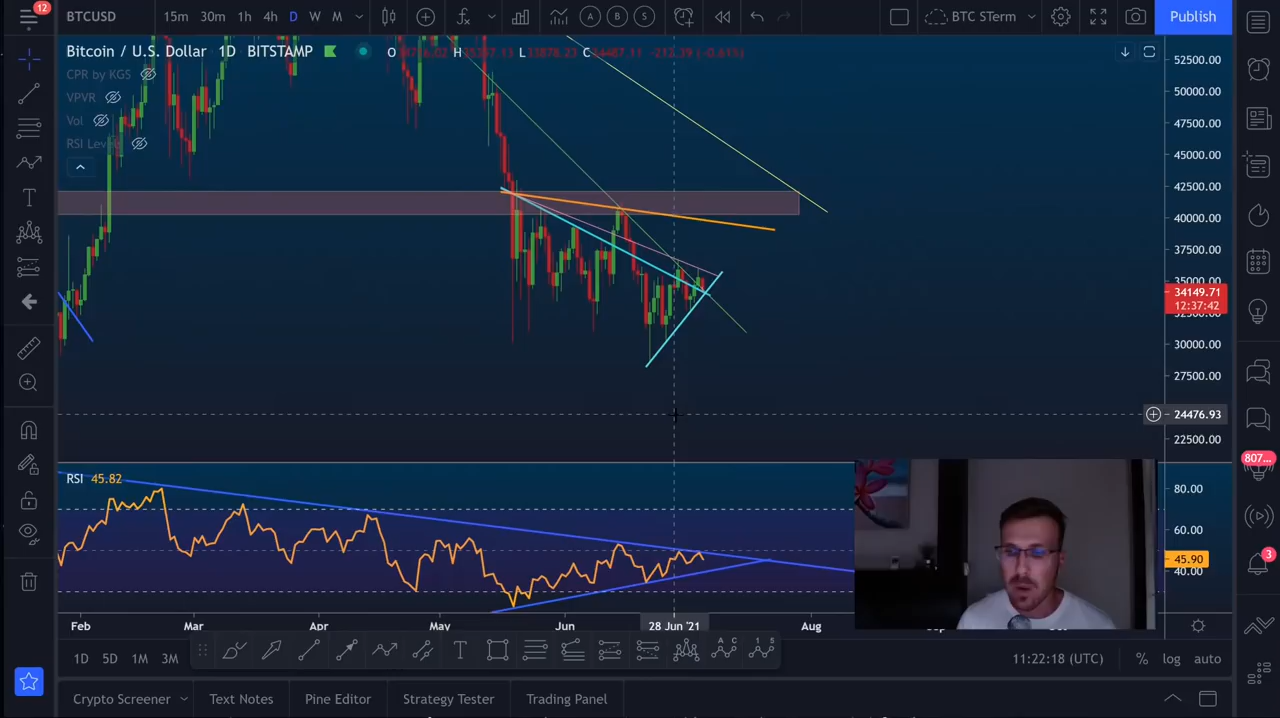 12
BTCUSD 15m 30m 1h 4h D W M A B S BTC STerm Publish
Bitcoin / U.S. Dollar 1D BITSTAMP O H L C
CPR by KGS
VPVR
Vol
RSI Levels
52500.00
50000.00
47500.00
45000.00
42500.00
40000.00
37500.00
35000.00
34149.71
12:37:42
32500.00
30000.00
27500.00
24476.93
22500.00
T
RSI 45.82
807...
80.00
60.00
45.90
40.00
3
Feb Mar Apr May Jun 28 Jun '21 Aug
1D 5D 1M 3M T 11:22:18 (UTC) % log auto
Crypto Screener Text Notes Pine Editor Strategy Tester Trading Panel